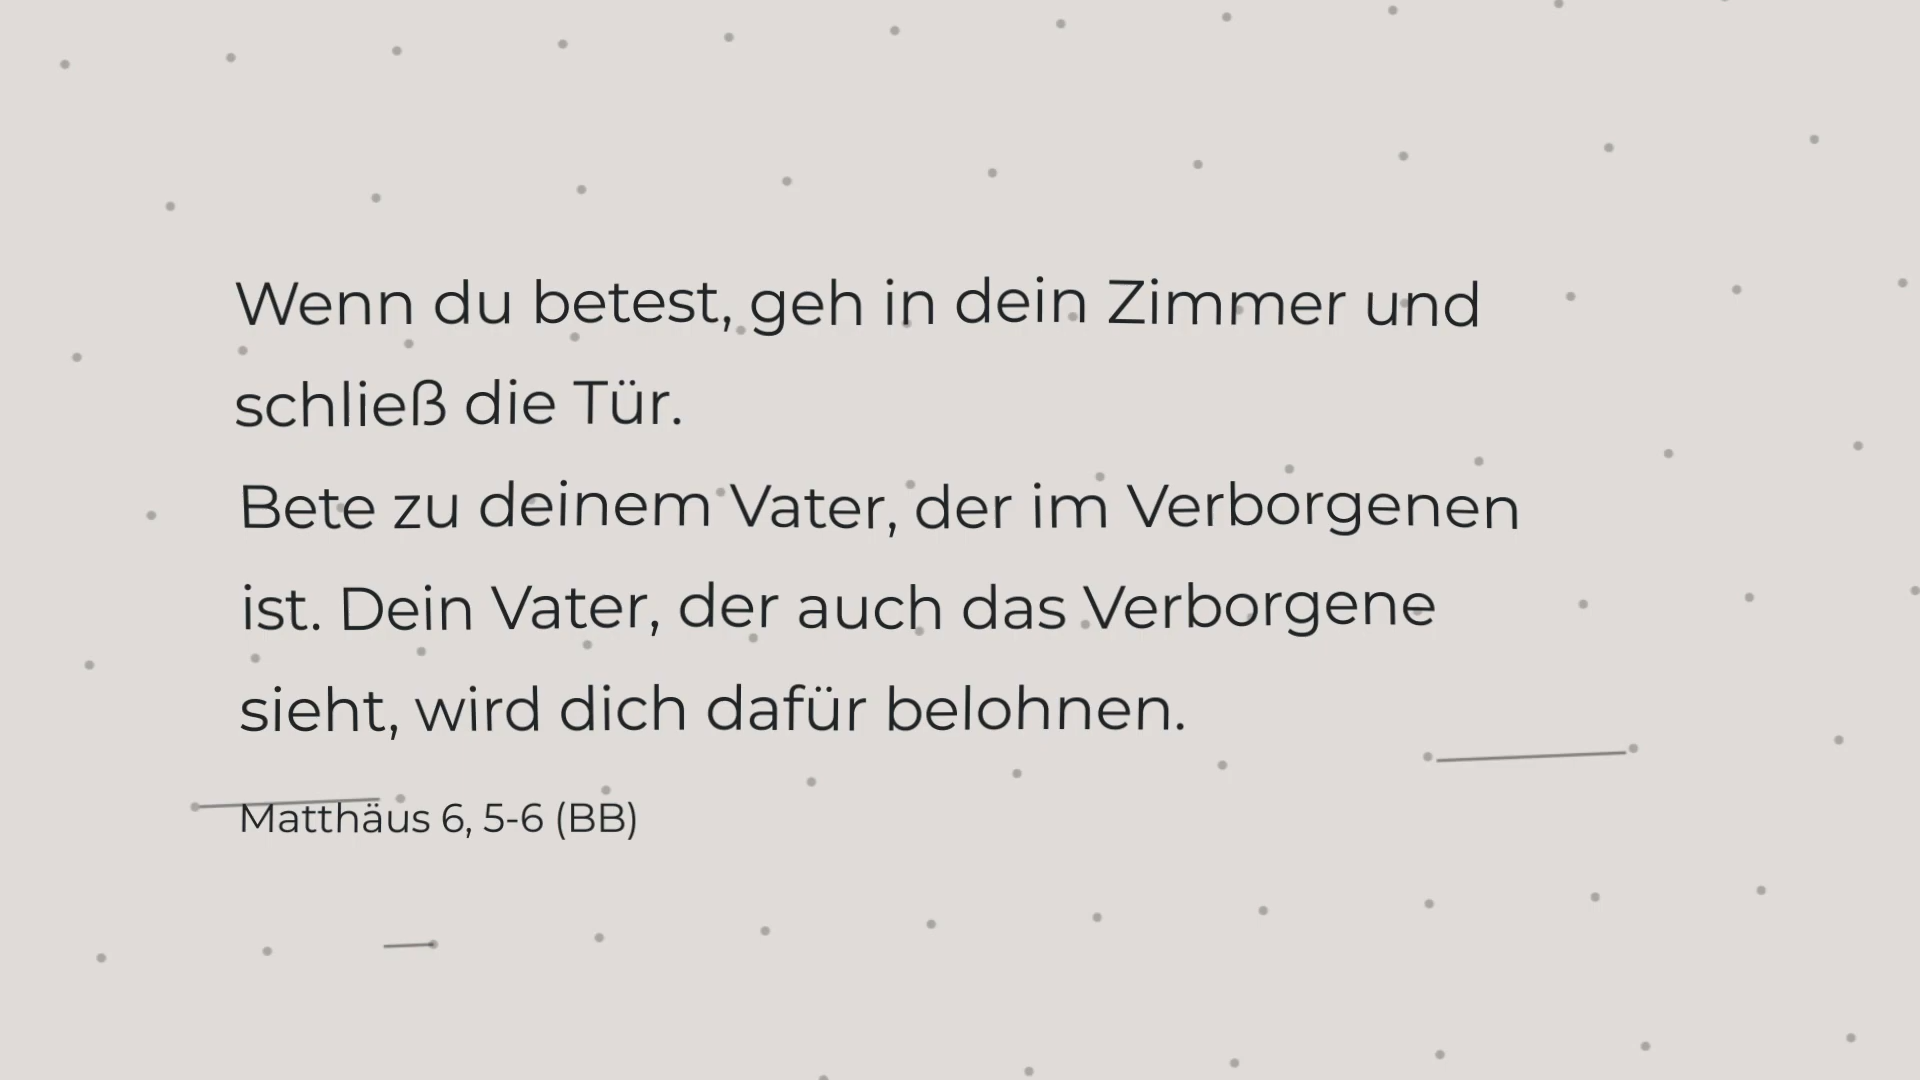 Wenn du betest, geh in dein Zimmer und
schließ die Tür.
Bete zu deinem Vater, der im Verborgenen
ist. Dein Vater, der auch das Verborgene
sieht, wird dich dafür belohnen.
Matthäus 6, 5-6 (BB)